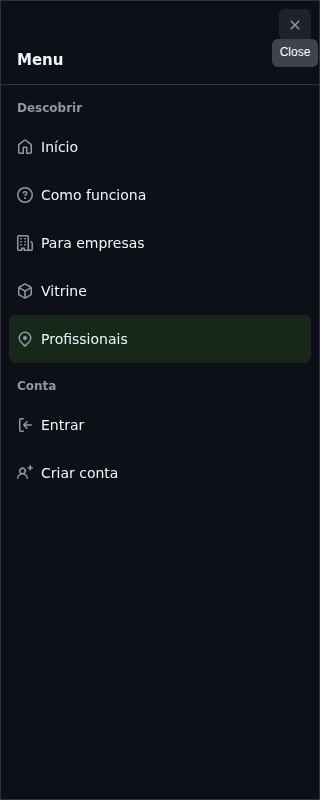 Close
Menu
Descobrir
Início
Como funciona
Para empresas
Vitrine
Profissionais
Conta
Entrar
Criar conta